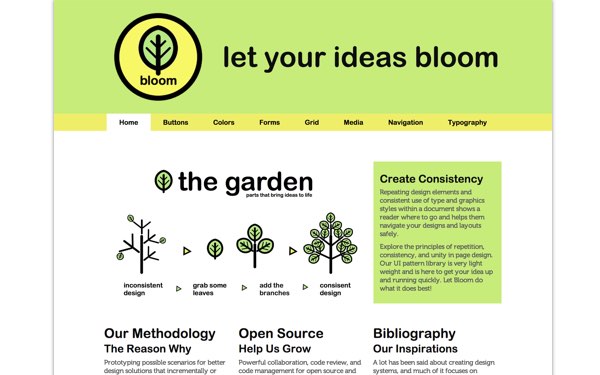 bloom
let your ideas bloom
Home Buttons Colors Forms Grid Media Navigation Typography
the garden
parts that bring ideas to life
inconsistent
design
grab some
leaves
add the
branches
consisent
design
Create Consistency
Repeating design elements and
consistent use of type and graphics
styles within a document shows a
reader where to go and helps them
navigate your designs and layouts
safely.
Explore the principles of repetition,
consistency, and unity in page design.
Our UI pattern library is very light
weight and is here to get your idea up
and running quickly. Let Bloom do
what it does best!
Our Methodology
The Reason Why
Prototyping possible scenarios for better
design solutions that incrementally or
Open Source
Help Us Grow
Powerful collaboration, code review, and
code management for open source and
Bibliography
Our Inspirations
A lot has been said about creating design
systems, and much of it focuses on